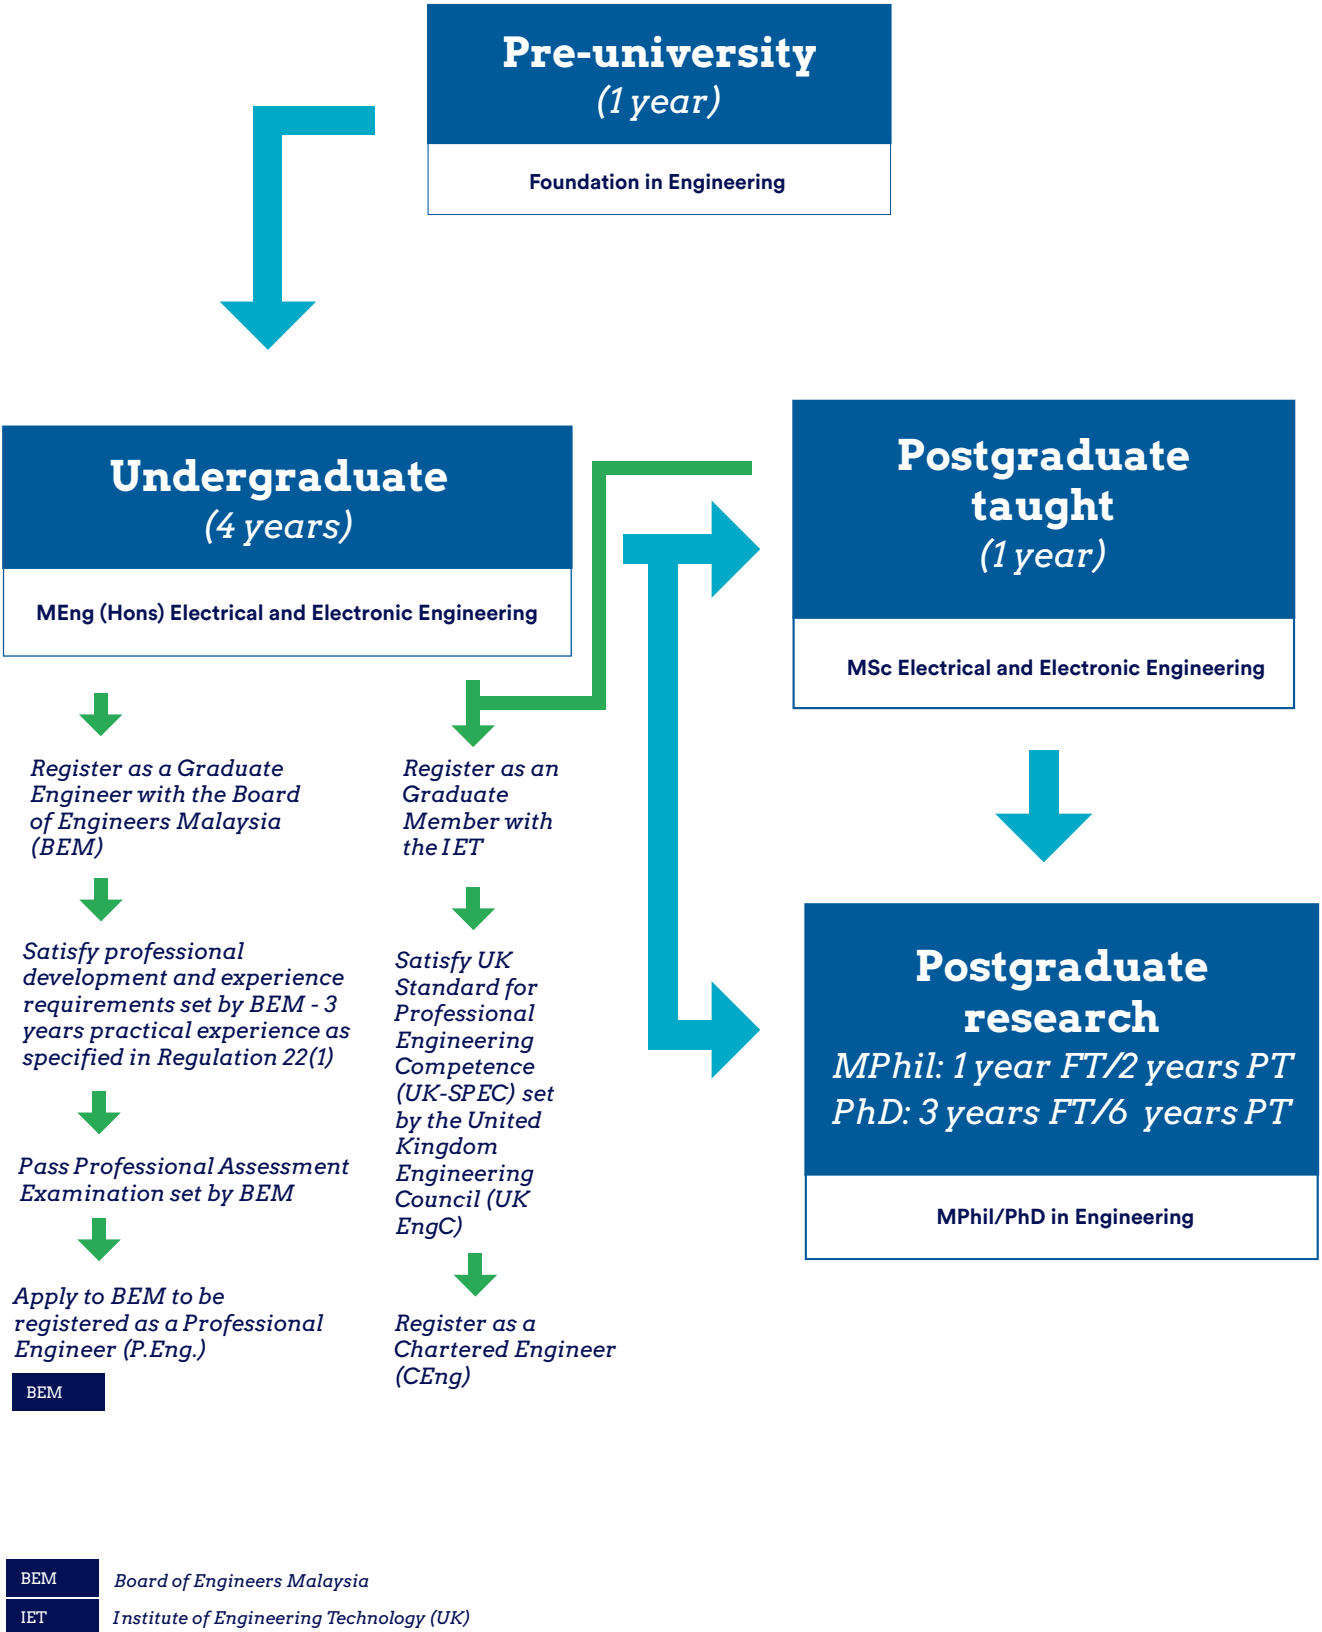 Pre-university
(1 year)
Foundation in Engineering
Undergraduate
(4 years)
MEng (Hons) Electrical and Electronic Engineering
Postgraduate
taught
(1 year)
MSc Electrical and Electronic Engineering
Register as a Graduate
Engineer with the Board
of Engineers Malaysia
(BEM)
Satisfy professional
development and experience
requirements set by BEM - 3
years practical experience as
specified in Regulation 22(1)
Pass Professional Assessment
Examination set by BEM
Apply to BEM to be
registered as a Professional
Engineer (P.Eng.)
BEM
Register as an
Graduate
Member with
the IET
Satisfy UK
Standard for
Professional
Engineering
Competence
(UK-SPEC) set
by the United
Kingdom
Engineering
Council (UK
EngC)
Register as a
Chartered Engineer
(CEng)
Postgraduate
research
MPhil: 1 year FT/2 years PT
PhD: 3 years FT/6 years PT
MPhil/PhD in Engineering
BEM Board of Engineers Malaysia
IET Institute of Engineering Technology (UK)